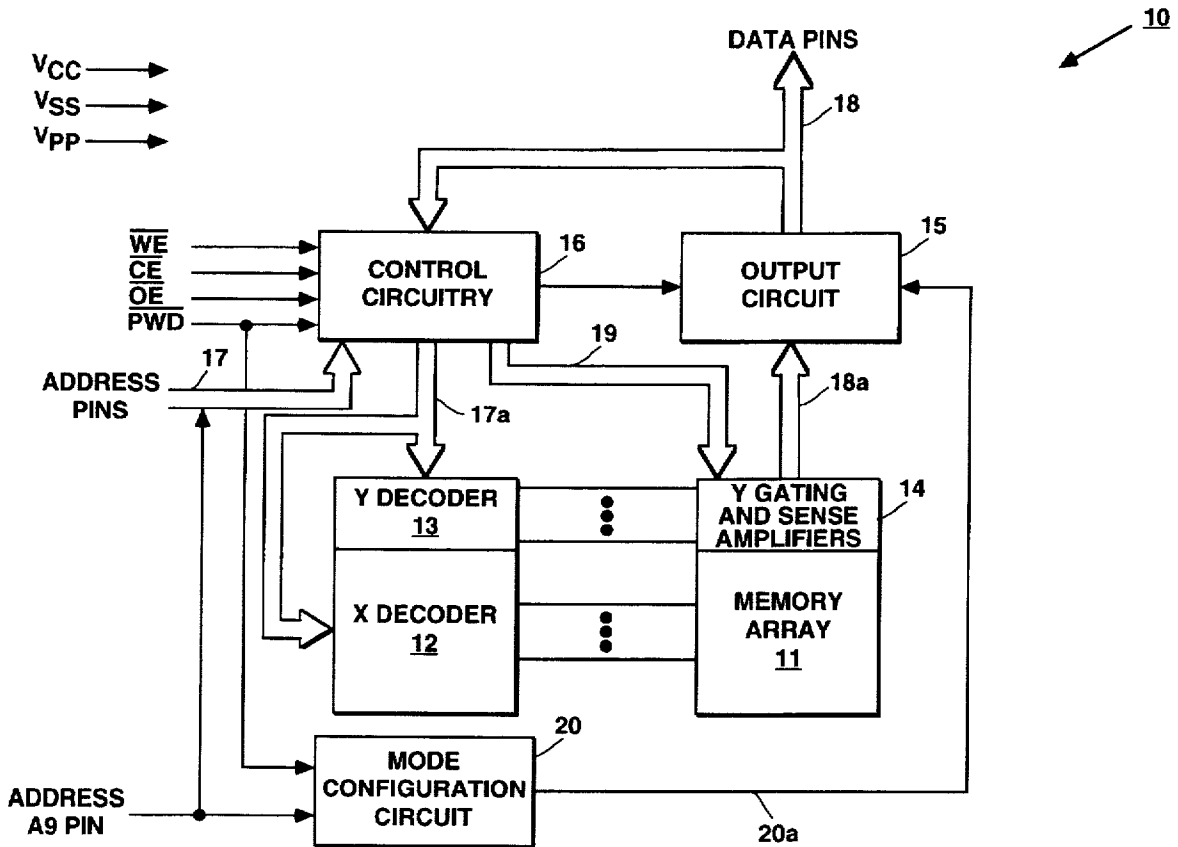 10
DATA PINS
VCC
VSS
VPP
18
WE
CE
OE
PWD
CONTROL
CIRCUITRY
16
OUTPUT
CIRCUIT
15
17
ADDRESS
PINS
19
17a
18a
Y DECODER
13
Y GATING
AND SENSE
AMPLIFIERS
14
X DECODER
12
MEMORY
ARRAY
11
MODE
CONFIGURATION
CIRCUIT
20
ADDRESS
A9 PIN
20a